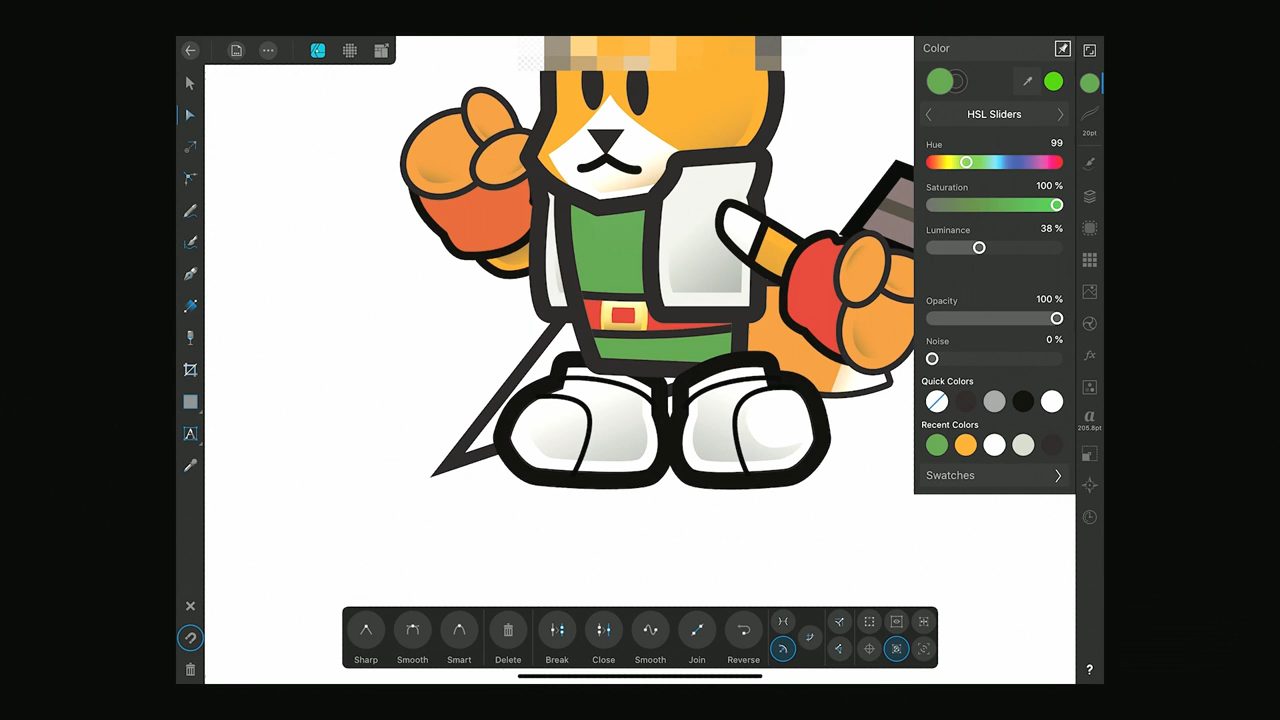 Color
HSL Sliders
Hue 99
20pt
Saturation 100 %
Luminance 38 %
Opacity 100 %
Noise 0 %
fx
Quick Colors
a
205.8pt
Recent Colors
A
Swatches
Sharp Smooth Smart Delete Break Close Smooth Join Reverse
?